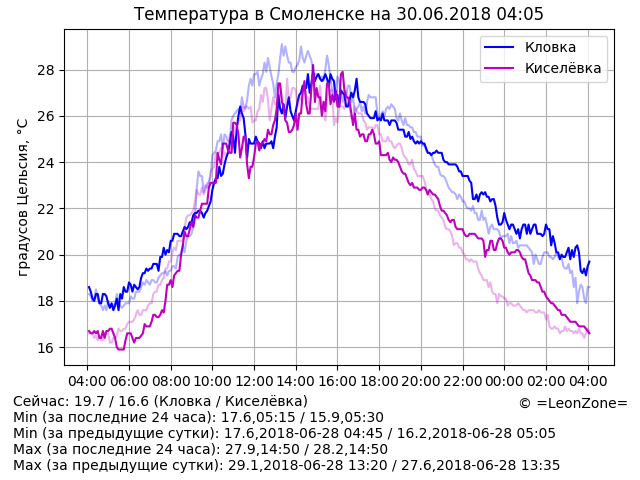 Температура в Смоленске на 30.06.2018 04:05
Кловка
Киселёвка
градусов Цельсия, °C
28
26
24
22
20
18
16
04:00 06:00 08:00 10:00 12:00 14:00 16:00 18:00 20:00 22:00 00:00 02:00 04:00
Сейчас: 19.7 / 16.6 (Кловка / Киселёвка)
© =LeonZone=
Min (за последние 24 часа): 17.6,05:15 / 15.9,05:30
Min (за предыдущие сутки): 17.6,2018-06-28 04:45 / 16.2,2018-06-28 05:05
Max (за последние 24 часа): 27.9,14:50 / 28.2,14:50
Max (за предыдущие сутки): 29.1,2018-06-28 13:20 / 27.6,2018-06-28 13:35